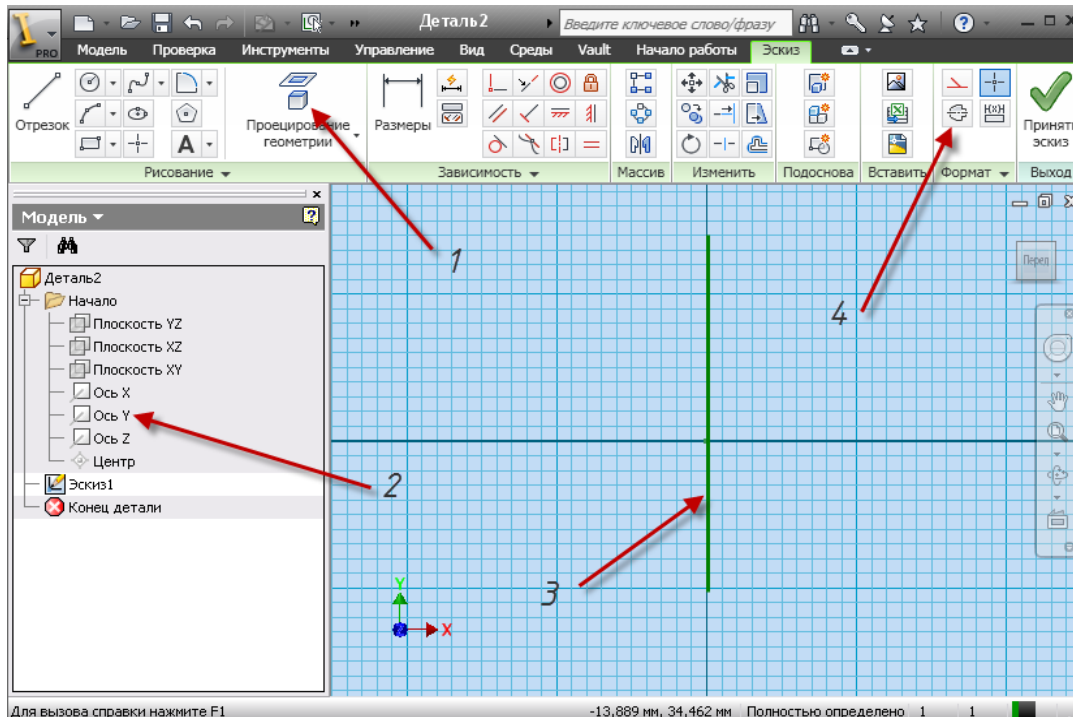 Деталь2
Введите ключевое слово/фразу
PRO
Модель Проверка Инструменты Управление Вид Среды Vault Начало работы Эскиз
Отрезок
Проецирование геометрии
Размеры
Принять эскиз
Рисование
Зависимость
Массив
Изменить
Подоснова
Вставить
Формат
Выход
Модель
Деталь2
Начало
Плоскость YZ
Плоскость XZ
Плоскость XY
Ось X
Ось Y
Ось Z
Центр
Эскиз1
Конец детали
1
2
3
4
Перед
Y
X
Для вызова справки нажмите F1
-13,889 мм, 34,462 мм Полностью определено 1 1